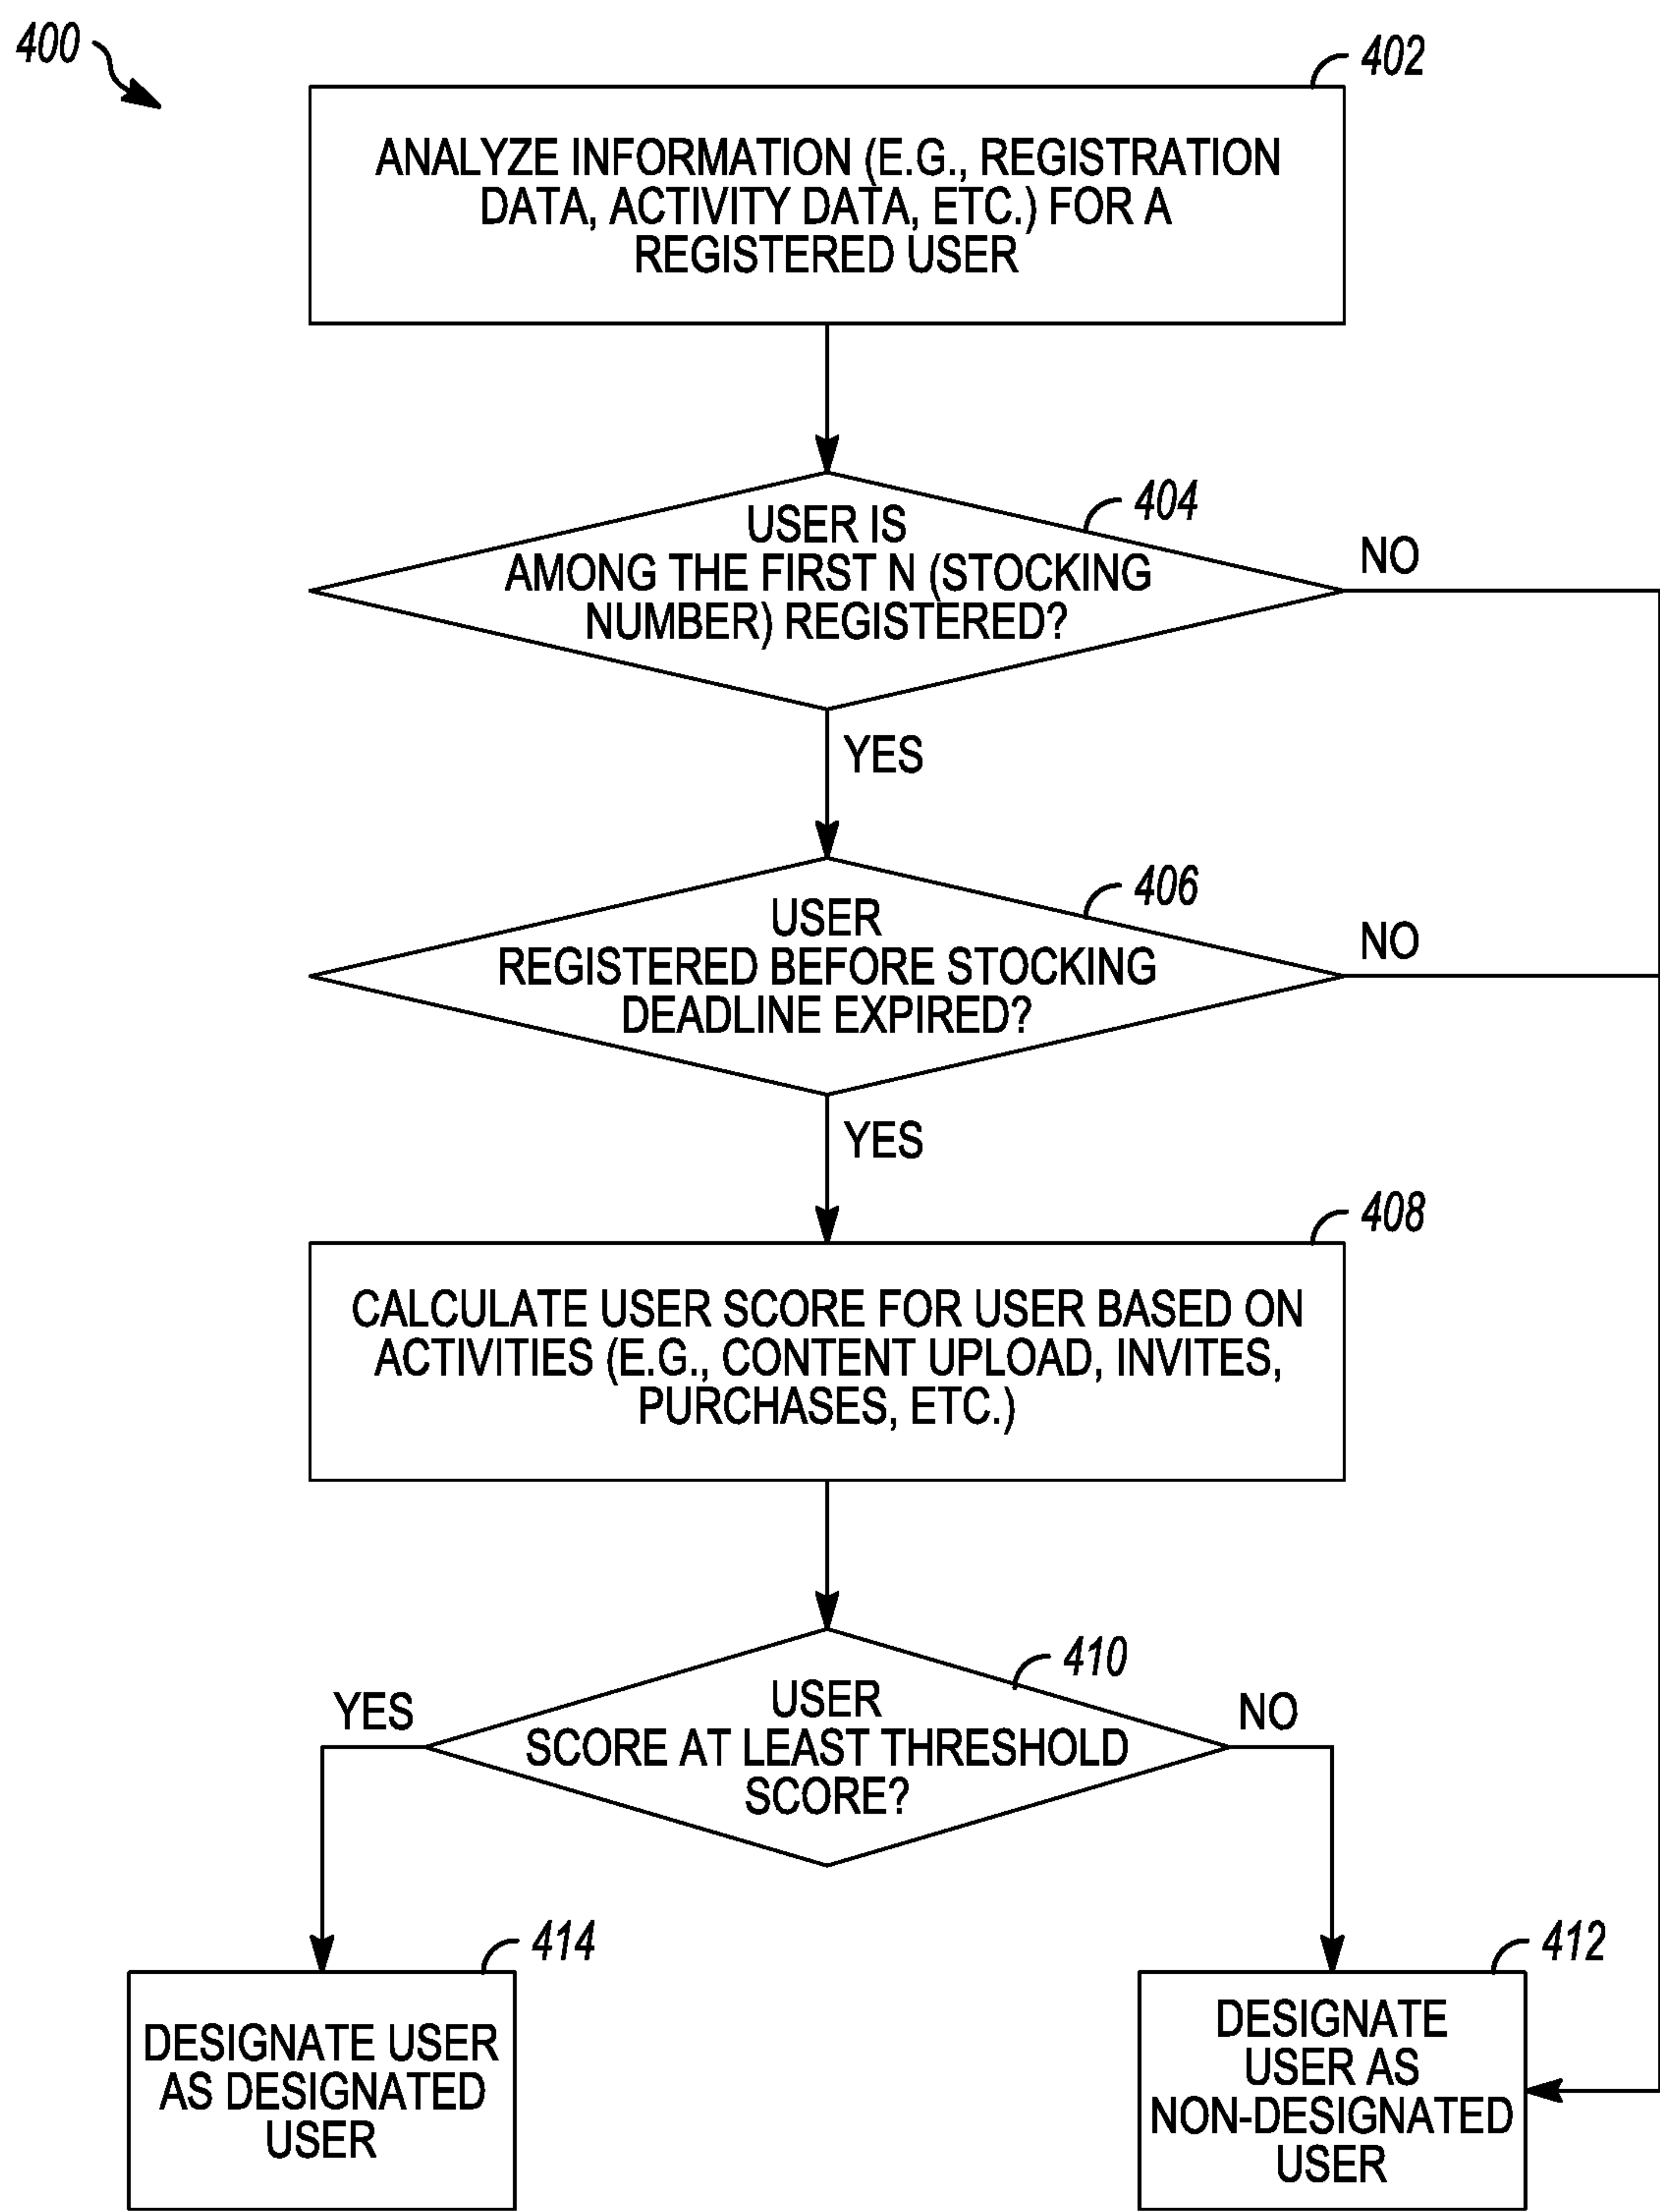 400
402
ANALYZE INFORMATION (E.G., REGISTRATION
DATA, ACTIVITY DATA, ETC.) FOR A
REGISTERED USER
404
USER IS
AMONG THE FIRST N (STOCKING
NUMBER) REGISTERED?
NO
YES
406
USER
REGISTERED BEFORE STOCKING
DEADLINE EXPIRED?
NO
YES
408
CALCULATE USER SCORE FOR USER BASED ON
ACTIVITIES (E.G., CONTENT UPLOAD, INVITES,
PURCHASES, ETC.)
410
USER
SCORE AT LEAST THRESHOLD
SCORE?
YES
NO
414
DESIGNATE USER
AS DESIGNATED
USER
412
DESIGNATE
USER AS
NON-DESIGNATED
USER